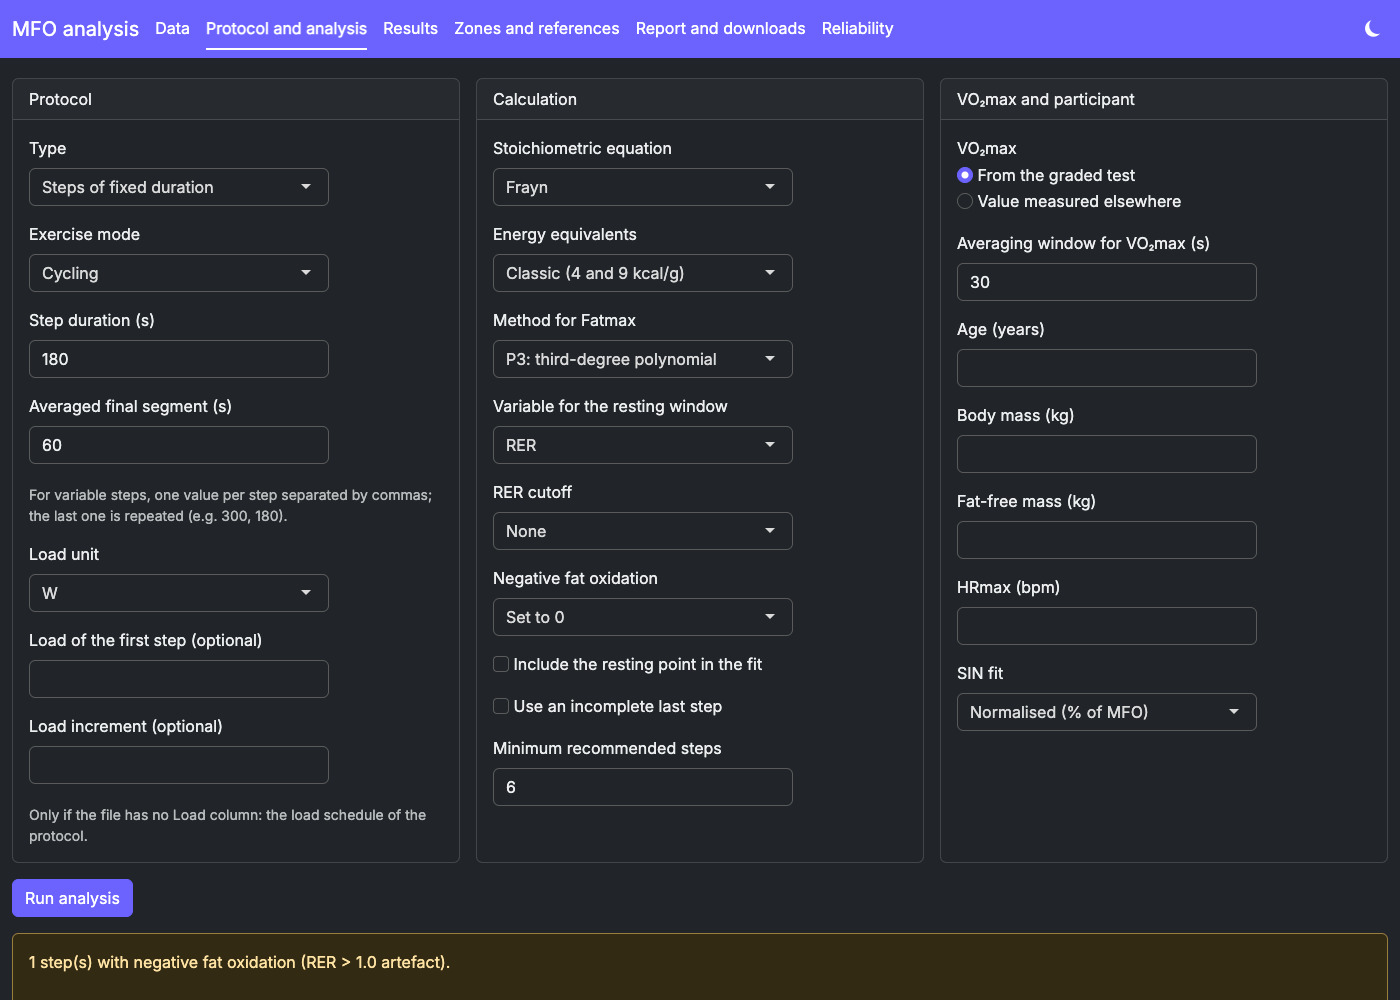 MFO analysis
Data
Protocol and analysis
Results
Zones and references
Report and downloads
Reliability
Protocol
Type
Steps of fixed duration
Exercise mode
Cycling
Step duration (s)
180
Averaged final segment (s)
60
For variable steps, one value per step separated by commas;
the last one is repeated (e.g. 300, 180).
Load unit
W
Load of the first step (optional)
Load increment (optional)
Only if the file has no Load column: the load schedule of the
protocol.
Calculation
Stoichiometric equation
Frayn
Energy equivalents
Classic (4 and 9 kcal/g)
Method for Fatmax
P3: third-degree polynomial
Variable for the resting window
RER
RER cutoff
None
Negative fat oxidation
Set to 0
Include the resting point in the fit
Use an incomplete last step
Minimum recommended steps
6
VO₂max and participant
VO₂max
From the graded test
Value measured elsewhere
Averaging window for VO₂max (s)
30
Age (years)
Body mass (kg)
Fat-free mass (kg)
HRmax (bpm)
SIN fit
Normalised (% of MFO)
Run analysis
1 step(s) with negative fat oxidation (RER > 1.0 artefact).